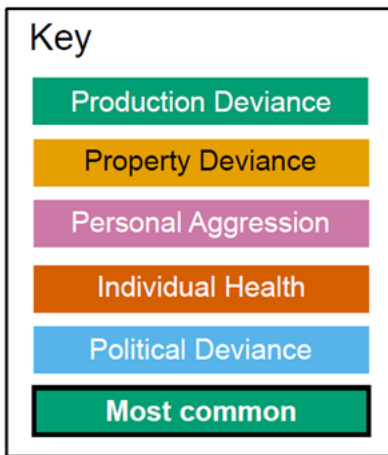 Key
Production Deviance
Property Deviance
Personal Aggression
Individual Health
Political Deviance
Most common